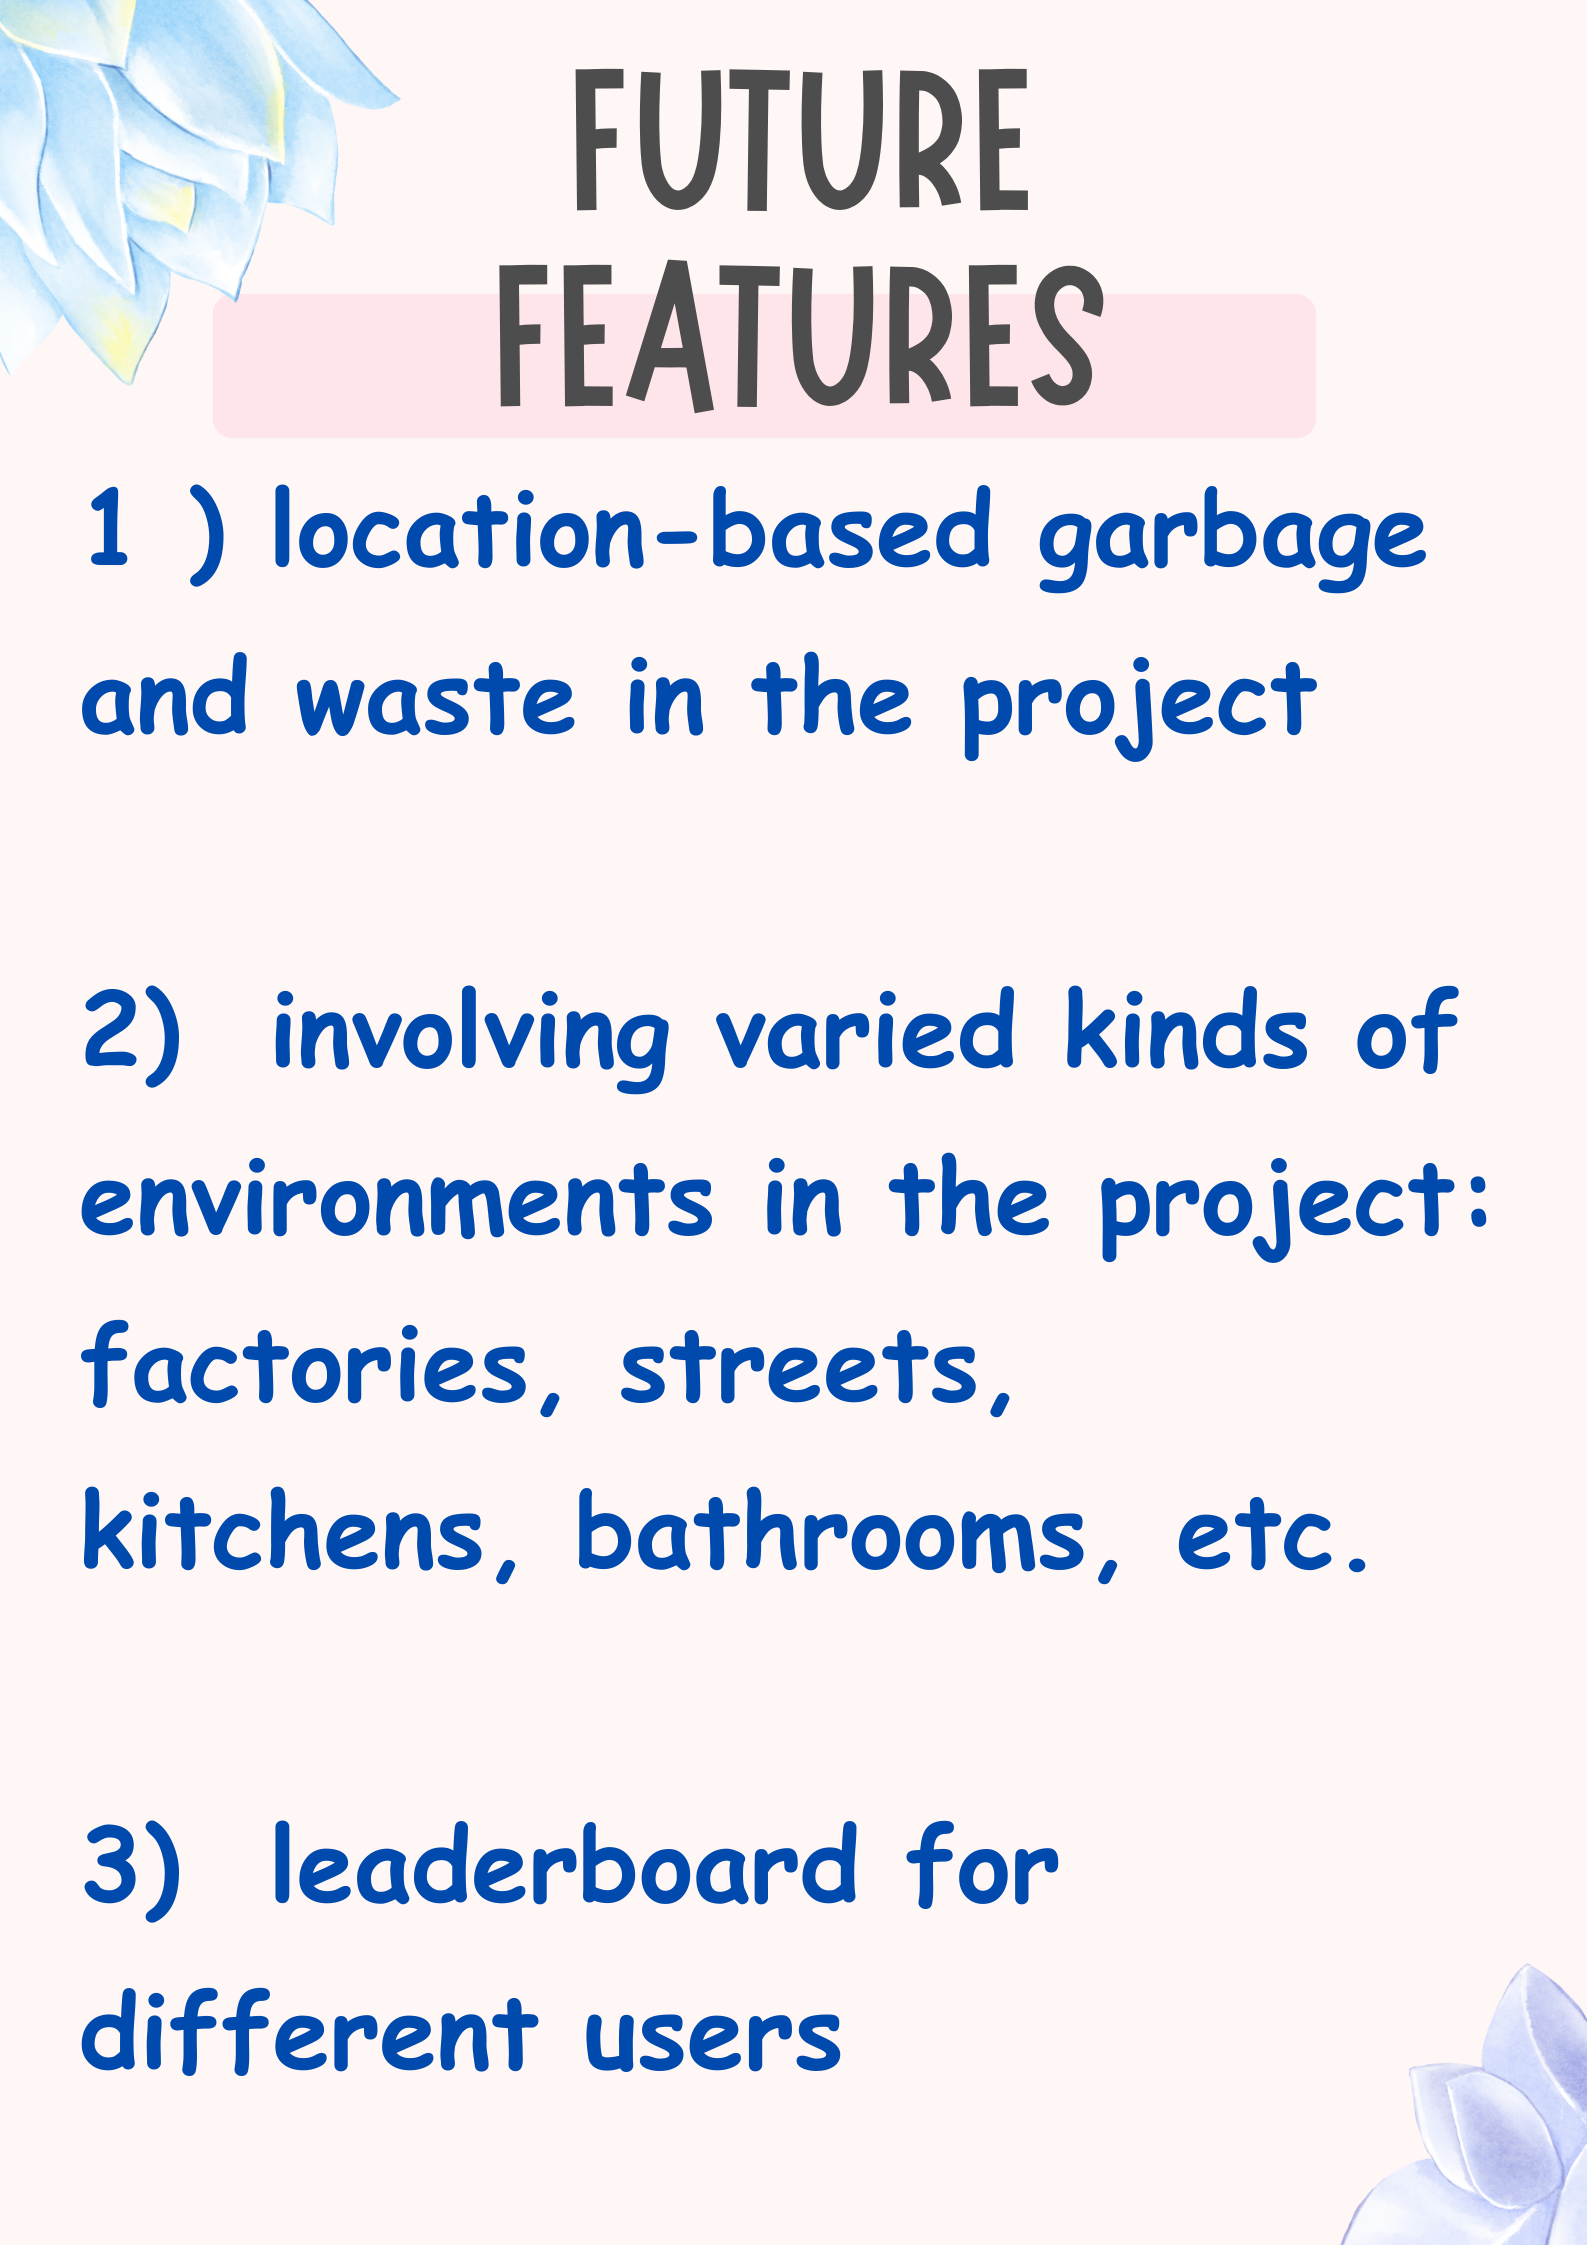 FUTURE
FEATURES
1 ) location-based garbage
and waste in the project
2) involving varied kinds of
environments in the project:
factories, streets,
kitchens, bathrooms, etc.
3) leaderboard for
different users